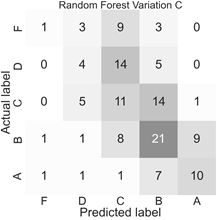 Random Forest Variation C
Actual label
F 1 3 9 3 0
D 0 4 14 5 0
C 0 5 11 14 1
B 1 1 8 21 9
A 1 1 1 7 10
F D C B A
Predicted label